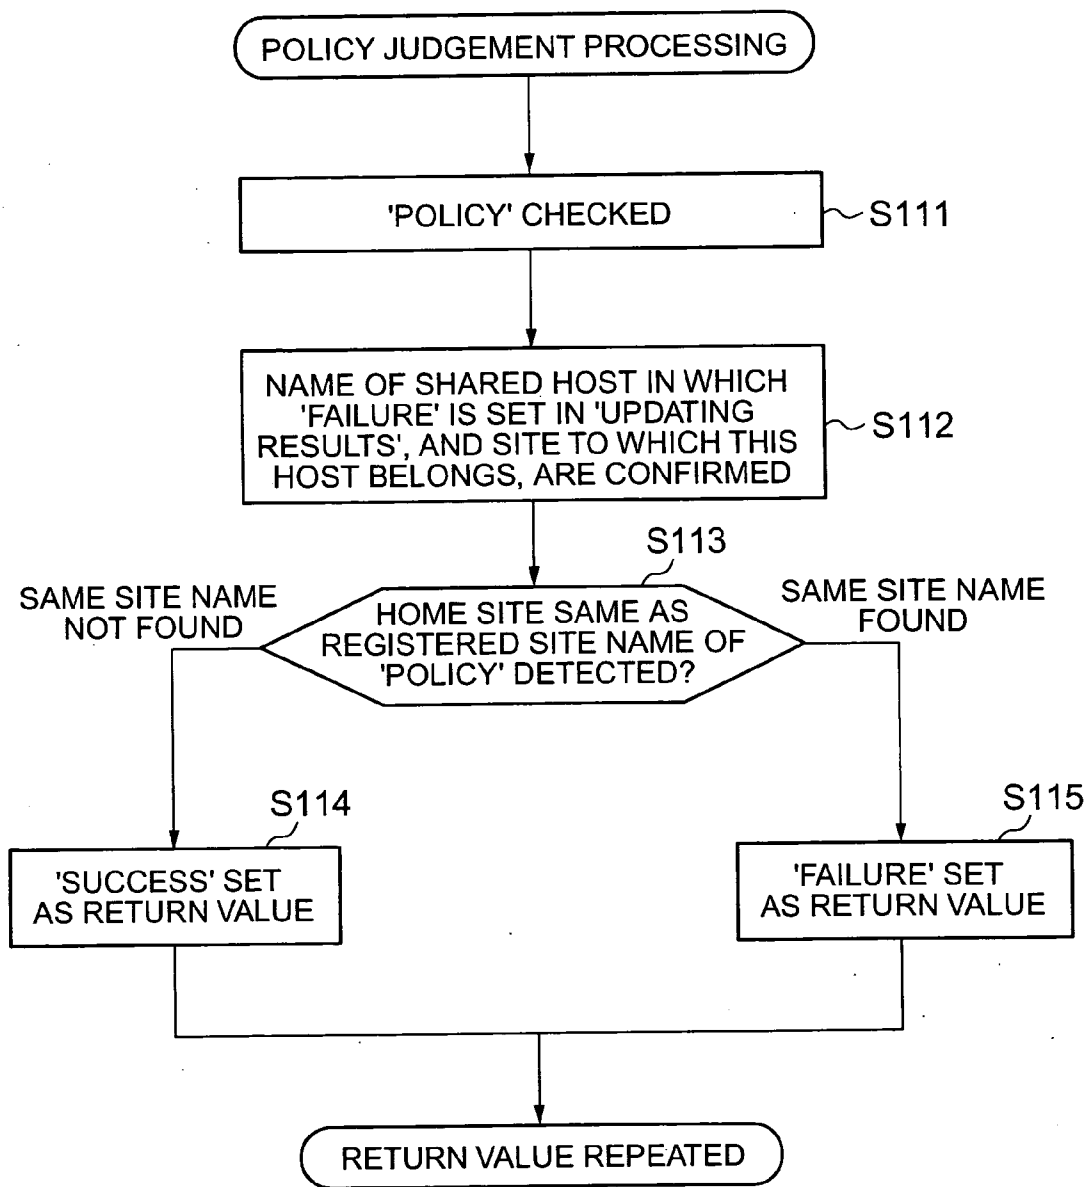 POLICY JUDGEMENT PROCESSING
'POLICY' CHECKED
S111
NAME OF SHARED HOST IN WHICH
'FAILURE' IS SET IN 'UPDATING
RESULTS', AND SITE TO WHICH THIS
HOST BELONGS, ARE CONFIRMED
S112
S113
SAME SITE NAME
NOT FOUND
HOME SITE SAME AS
REGISTERED SITE NAME OF
'POLICY' DETECTED?
SAME SITE NAME
FOUND
S114
'SUCCESS' SET
AS RETURN VALUE
S115
'FAILURE' SET
AS RETURN VALUE
RETURN VALUE REPEATED